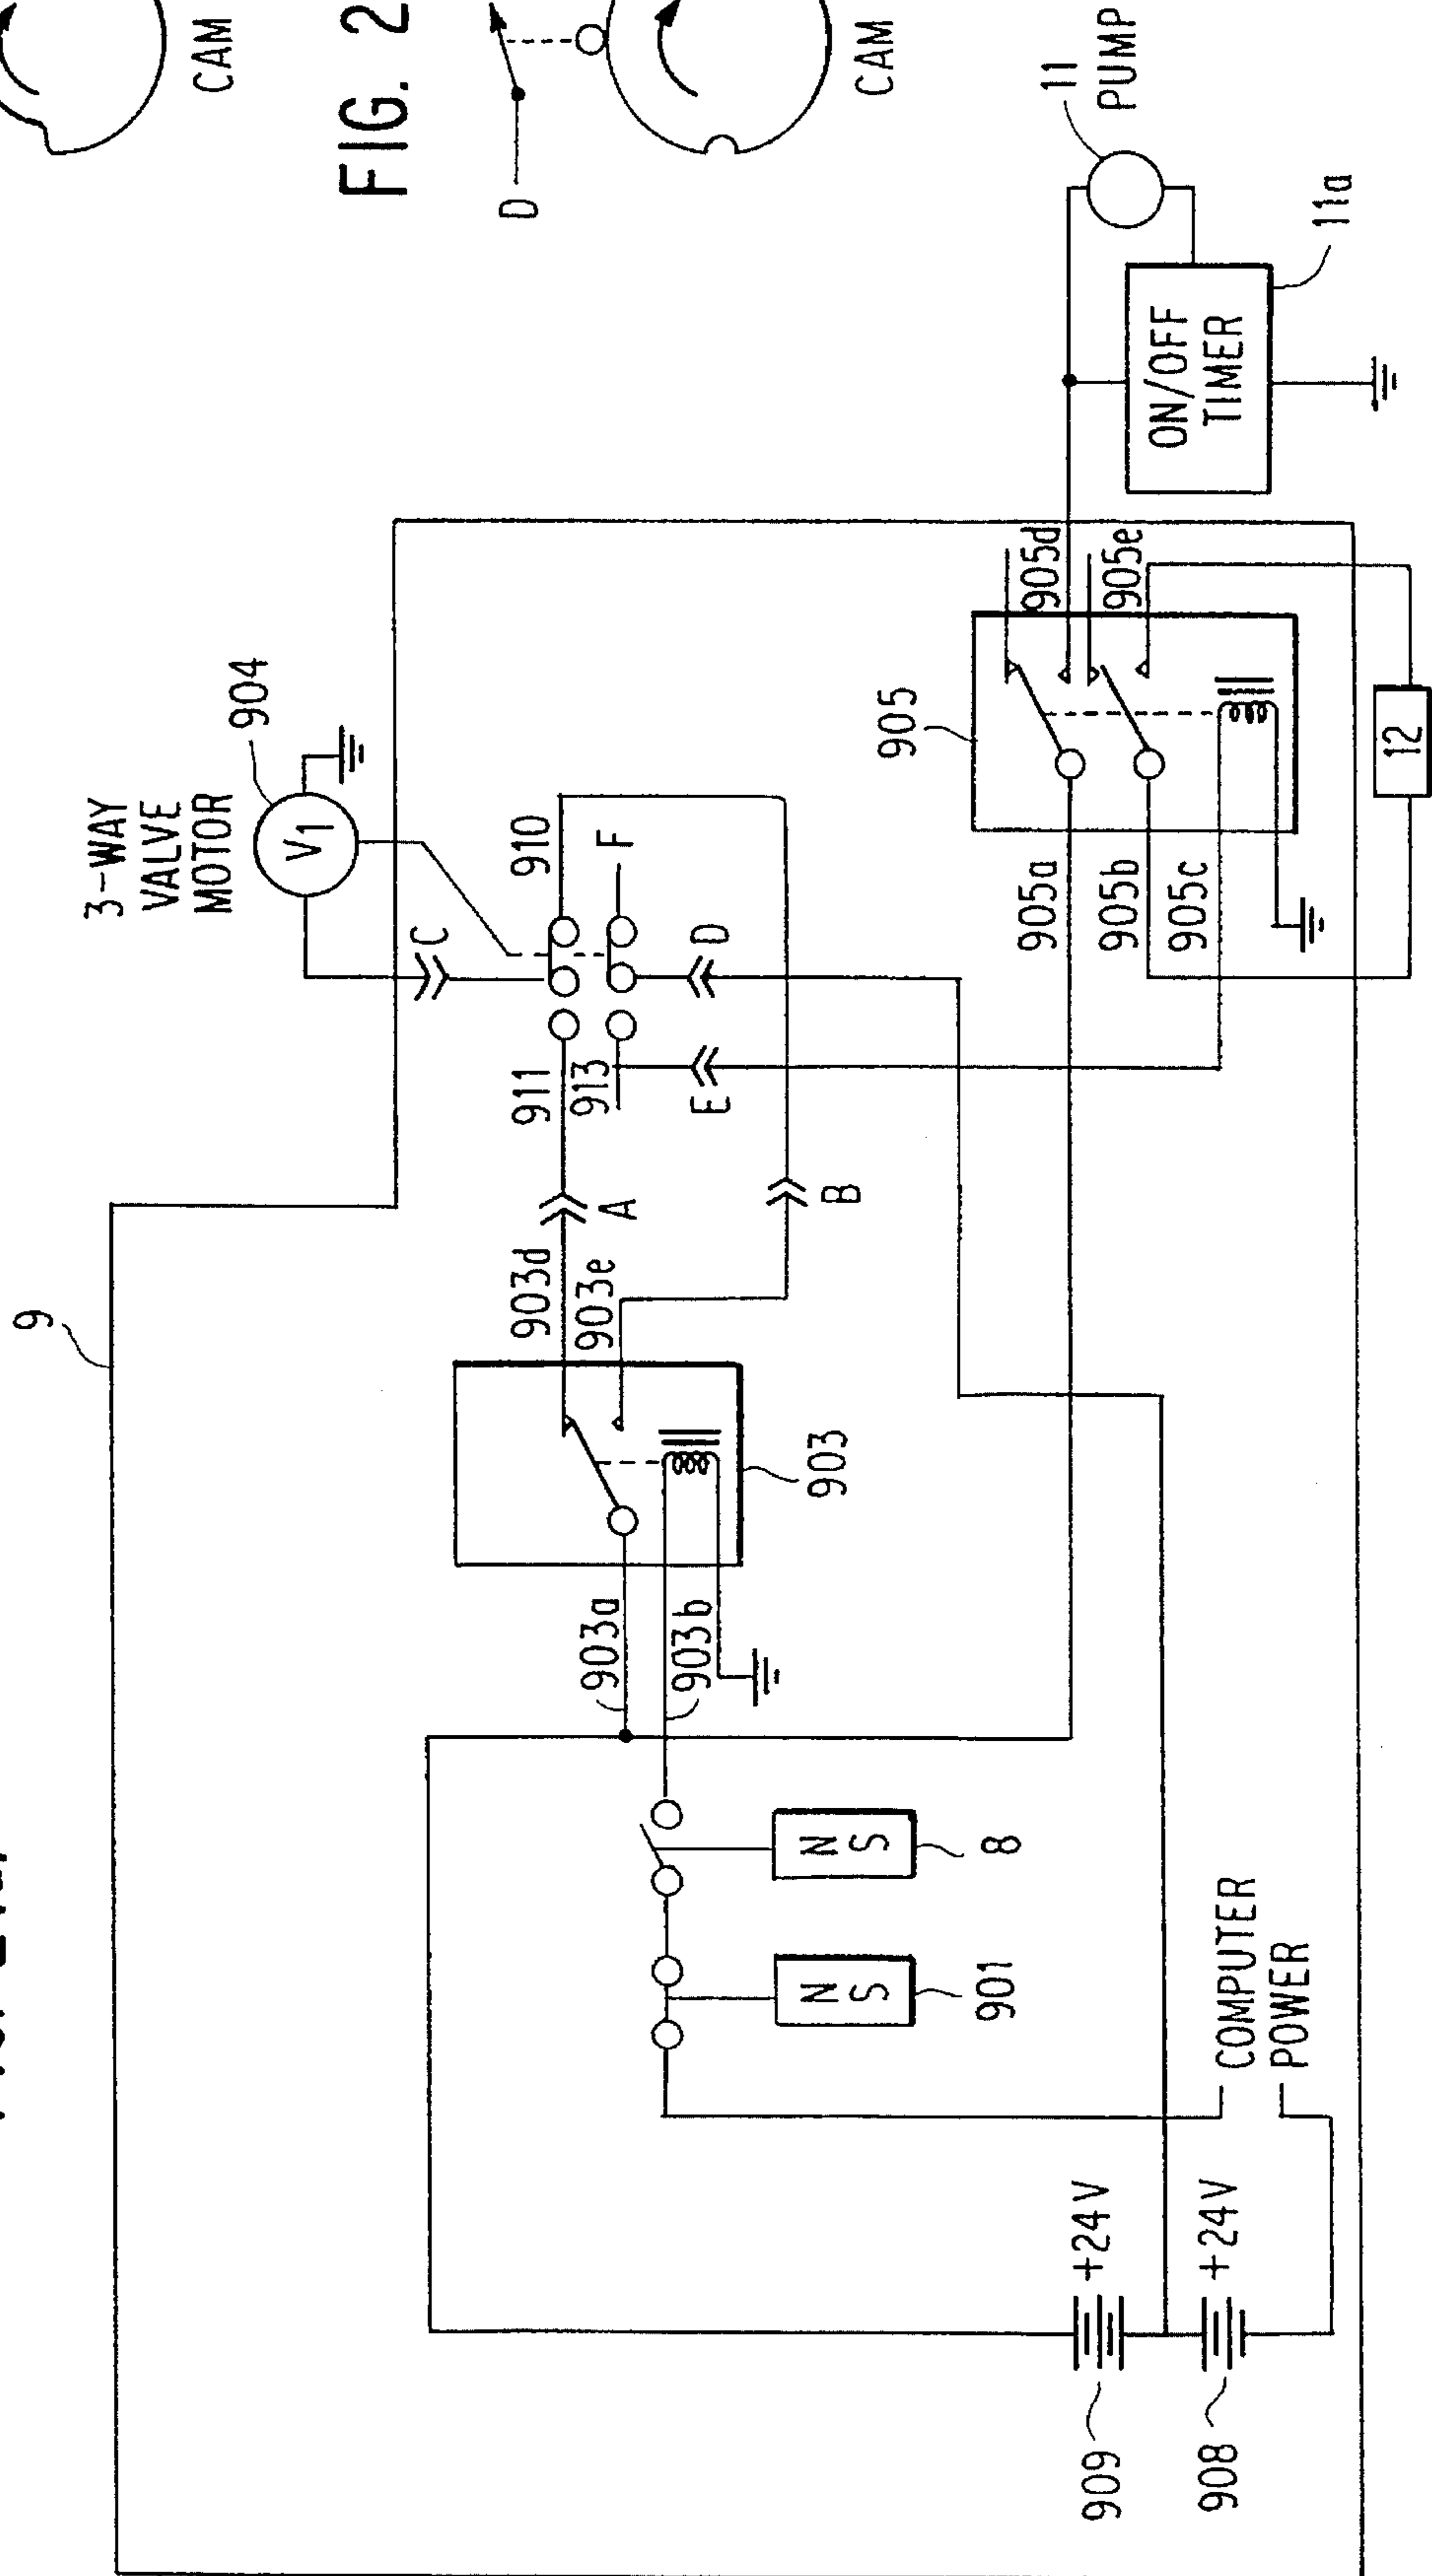 CAM
FIG. 2
D
CAM
11
PUMP
11a
ON/OFF
TIMER
9
3-WAY
VALVE
MOTOR
904
V1
C
910
F
911
913
D
E
A
B
903d
903e
903
903a
903b
905
905d
905e
905a
905b
905c
12
N
S
8
N
S
901
COMPUTER
POWER
+24V
+24V
909
908